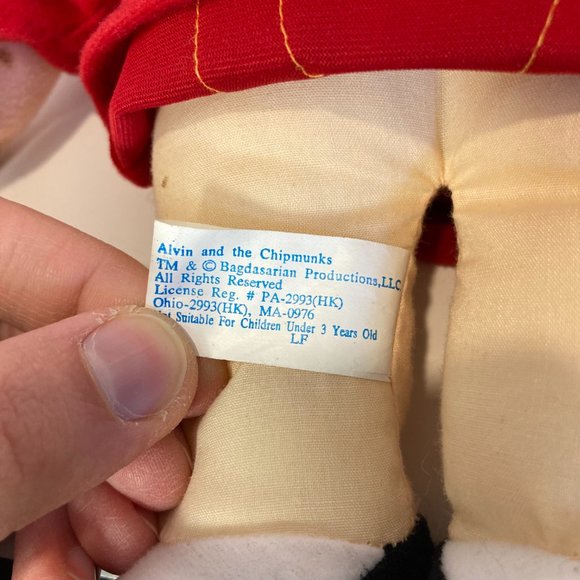 Alvin and the Chipmunks
TM & © Bagdasarian Productions,LLC
All Rights Reserved
License Reg. # PA-2993(HK)
Ohio-2993(HK), MA-0976
Not Suitable For Children Under 3 Years Old
LF